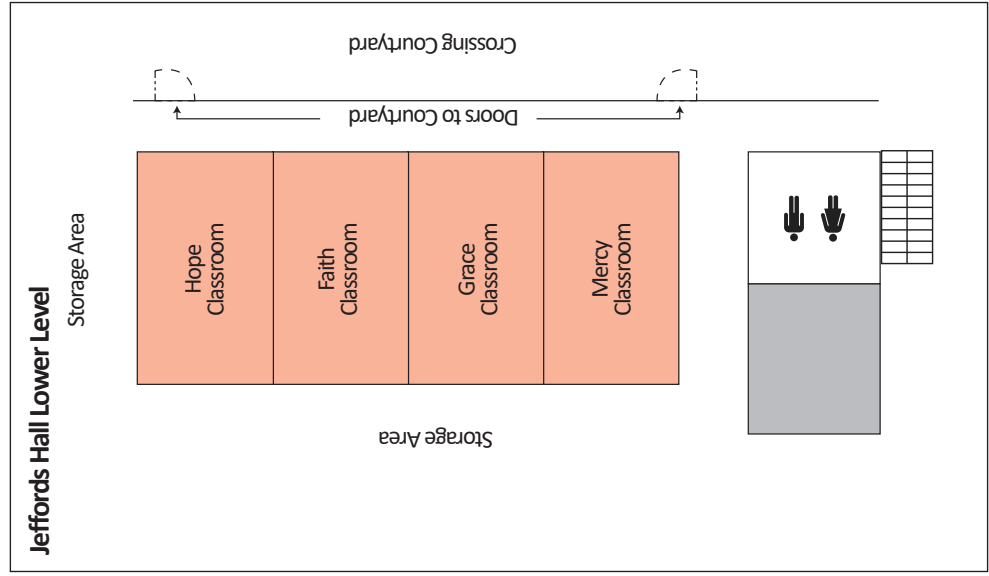 Jeffords Hall Lower Level
Storage Area
Hope
Classroom
Faith
Classroom
Grace
Classroom
Mercy
Classroom
Storage Area
Doors to Courtyard
Crossing Courtyard